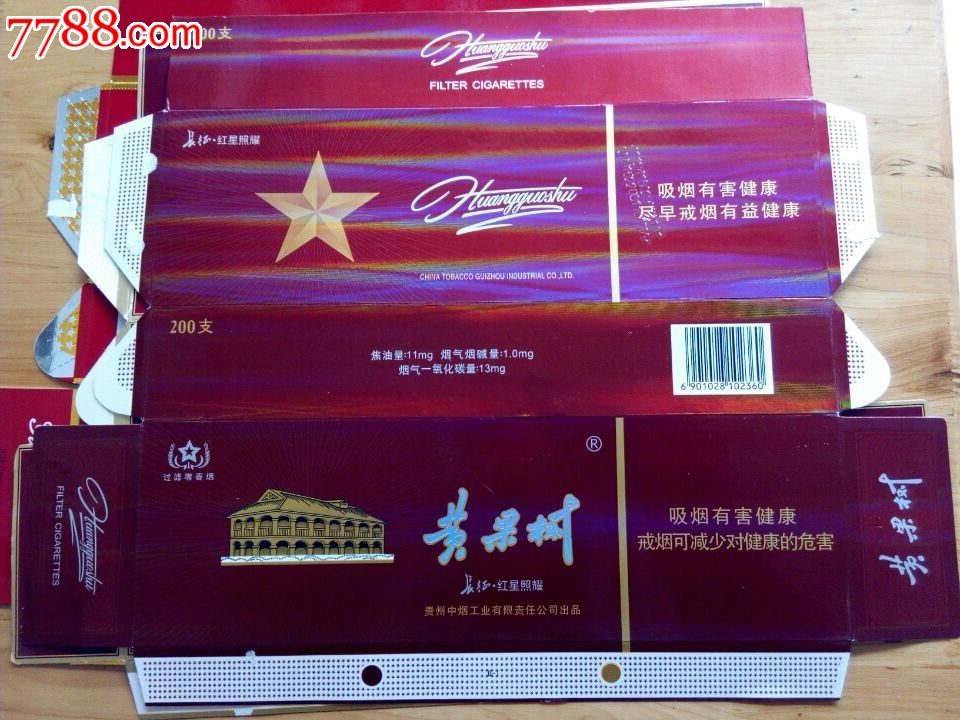 7788.com
00支
Huangguoshu
FILTER CIGARETTES
长征·红星照耀
Huangguoshu
吸烟有害健康
尽早戒烟有益健康
CHINA TOBACCO GUIZHOU INDUSTRIAL CO.,LTD.
200支
焦油量:11mg 烟气烟碱量:1.0mg
烟气一氧化碳量:13mg
6 901028 102360
®
过滤嘴香烟
黄果树
长征·红星照耀
贵州中烟工业有限责任公司出品
吸烟有害健康
戒烟可减少对健康的危害
Huangguoshu
FILTER CIGARETTES
黄果树